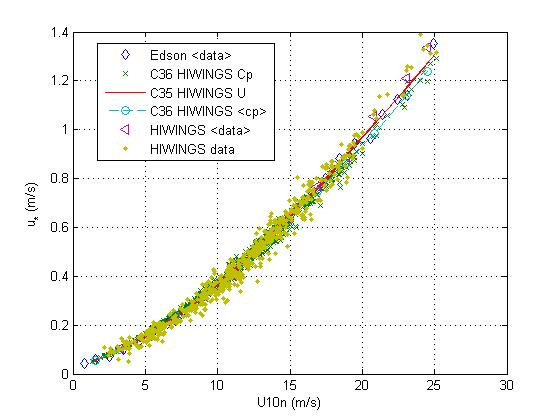 1.4
1.2
1
0.8
0.6
0.4
0.2
0
0 5 10 15 20 25 30
u* (m/s)
U10n (m/s)
Edson <data>
C36 HIWINGS Cp
C35 HIWINGS U
C36 HIWINGS <cp>
HIWINGS <data>
HIWINGS data